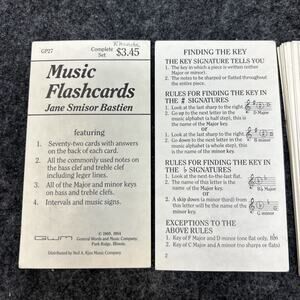 GP27
Complete
Set $3.45
Music
Flashcards
Jane Smisor Bastien
featuring
1. Seventy-two cards with answers
on the back of each card.
2. All the commonly used notes on
bass clef and treble clef
including leger lines.
3. All of the Major and minor keys
on bass and treble clefs.
4. Intervals and music signs.
GWM
© 1969, 1984
General Words and Music Company,
Park Ridge, Illinois.
Distributed by Neil A. Kjos Music Company
FINDING THE KEY
THE KEY SIGNATURE TELLS YOU
1. The key in which a piece is written (either
Major or minor).
2. The notes to be sharped or flatted throughout
the entire piece.
RULES FOR FINDING THE KEY IN
THE # SIGNATURES
1. Look at the last sharp to the right.
2. Go up to the next letter in the
music alphabet (a half step), this
is the name of the Major key.
D Major
or
1. Look at the last sharp to the right.
2. Go down to the next letter in the
music alphabet (a whole step), this
is the name of the minor key.
B minor
RULES FOR FINDING THE KEY IN
THE ♭ SIGNATURES
1. Look at the next-to-the-last flat.
2. The name of this letter is
the name of the Major key.
B♭ Major
or
2. A skip down (a minor third) from
this letter will be the name of
the minor key.
G minor
EXCEPTIONS TO THE
ABOVE RULES
1. Key of F Major and D minor (one flat only,
2. Key of C Major and A minor (no sharps or flats)
2